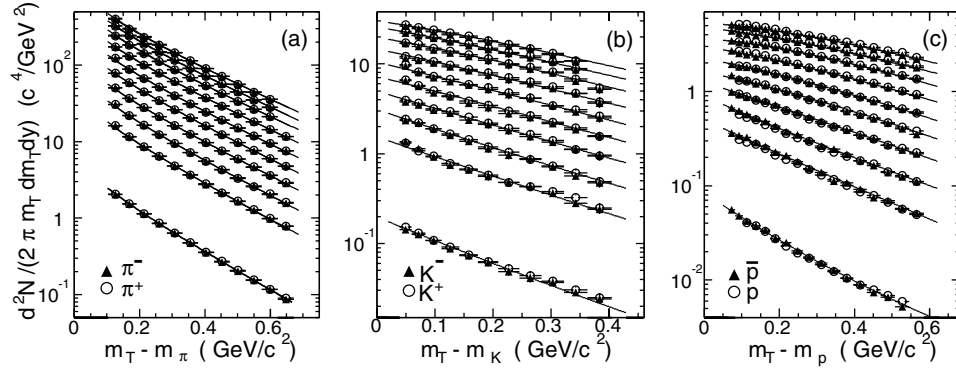 d²N/(2 π m_T dm_T dy) (c⁴/GeV²)
(a)
10²
10
1
10⁻¹
π⁻
π⁺
0 0.2 0.4 0.6
m_T - m_π (GeV/c²)
(b)
10
1
10⁻¹
K⁻
K⁺
0.0 0.1 0.2 0.3 0.4
m_T - m_K (GeV/c²)
(c)
1
10⁻¹
10⁻²
p̅
p
0 0.2 0.4 0.6
m_T - m_p (GeV/c²)